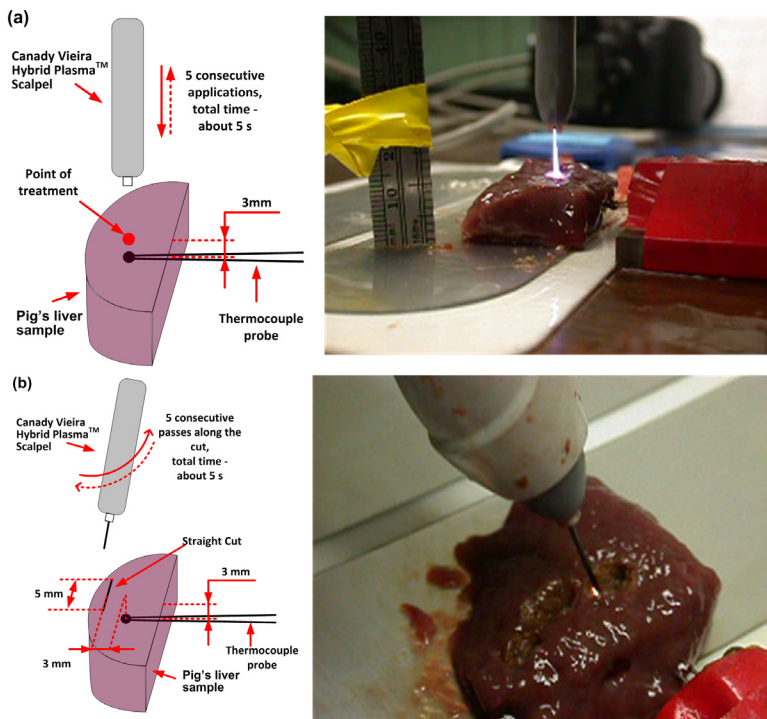 (a)
Canady Vieira
Hybrid Plasma™
Scalpel
5 consecutive
applications,
total time -
about 5 s
Point of
treatment
3mm
Pig's liver
sample
Thermocouple
probe
(b)
Canady Vieira
Hybrid Plasma™
Scalpel
5 consecutive
passes along the
cut,
total time -
about 5 s
Straight Cut
5 mm
3 mm
3 mm
Thermocouple
probe
Pig's liver
sample